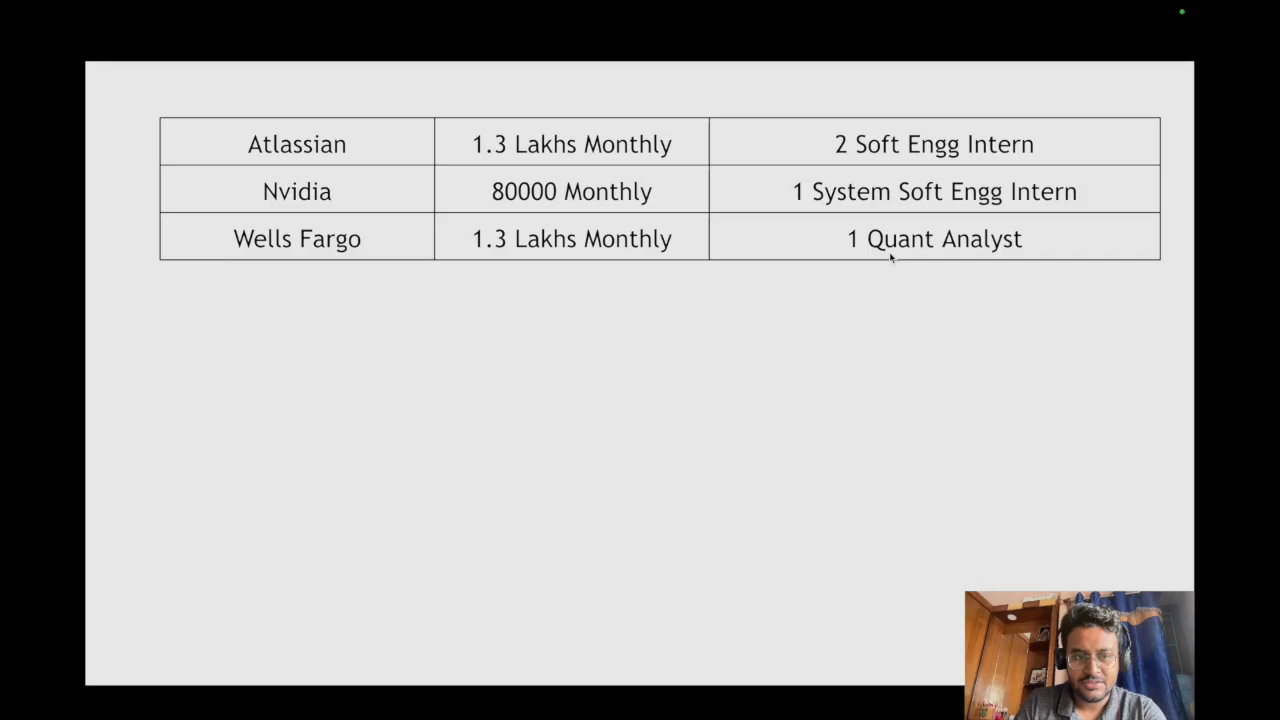 Atlassian 1.3 Lakhs Monthly 2 Soft Engg Intern
Nvidia 80000 Monthly 1 System Soft Engg Intern
Wells Fargo 1.3 Lakhs Monthly 1 Quant Analyst